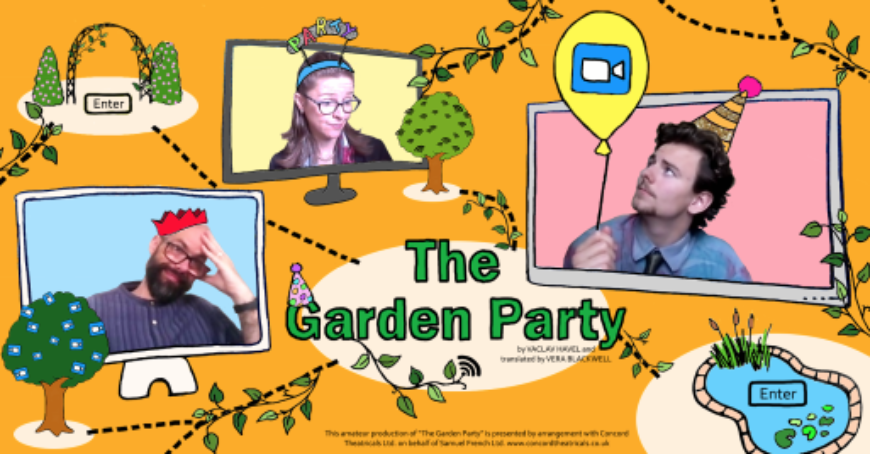 PARTY
Enter
The
Garden Party
by VACLAV HAVEL and
translated by VERA BLACKWELL
Enter
This amateur production of "The Garden Party" is presented by arrangement with Concord
Theatricals Ltd. on behalf of Samuel French Ltd. www.concordtheatricals.co.uk